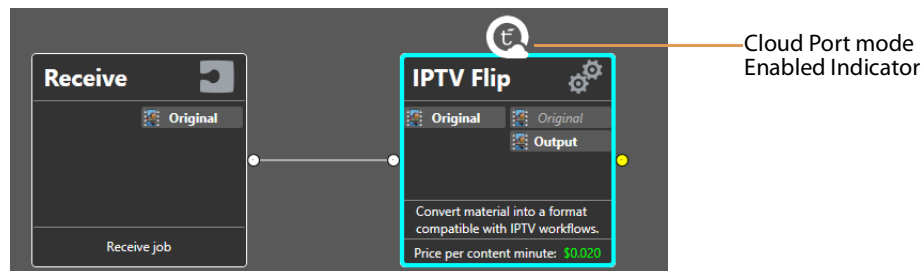 Cloud Port mode
Enabled Indicator
Receive
Original
Receive job
IPTV Flip
Original
Original
Output
Convert material into a format
compatible with IPTV workflows.
Price per content minute: $0.020